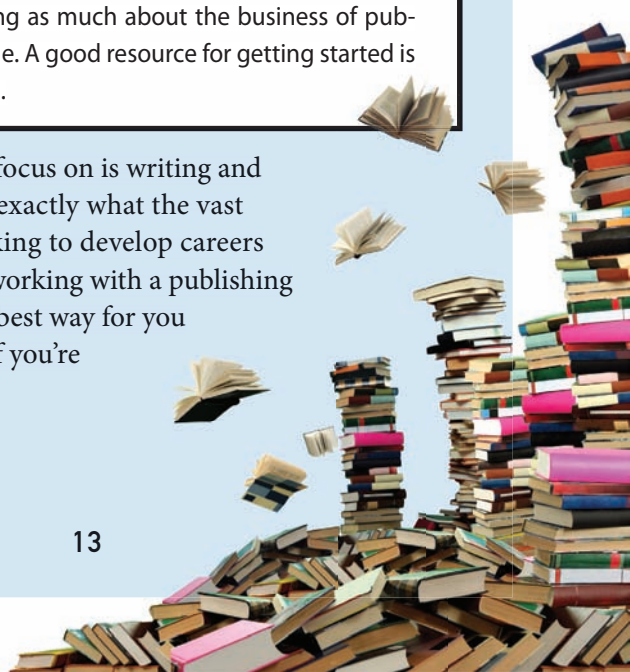 ng as much about the business of pub-
e. A good resource for getting started is
.
focus on is writing and
exactly what the vast
king to develop careers
working with a publishing
best way for you
f you're
13